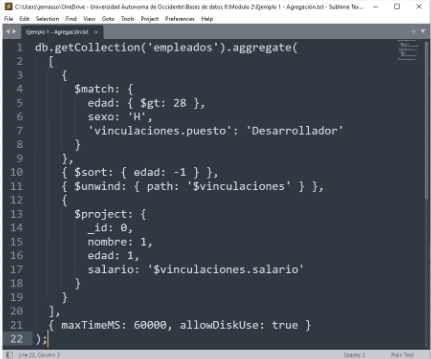 C:\Users\jemasso\OneDrive - Universidad Autonoma de Occidente\Bases de datos II\Modulo 2\Ejemplo 1 - Agregación.txt - Sublime Tex...
File Edit Selection Find View Goto Tools Project Preferences Help
Ejemplo 1 - Agregación.txt
1 db.getCollection('empleados').aggregate(
2 [
3 {
4 $match: {
5 edad: { $gt: 28 },
6 sexo: 'H',
7 'vinculaciones.puesto': 'Desarrollador'
8 }
9 },
10 { $sort: { edad: -1 } },
11 { $unwind: { path: '$vinculaciones' } },
12 {
13 $project: {
14 _id: 0,
15 nombre: 1,
16 edad: 1,
17 salario: '$vinculaciones.salario'
18 }
19 }
20 ],
21 { maxTimeMS: 60000, allowDiskUse: true }
22 );
Line 22, Column 3 Spaces: 2 Plain Text